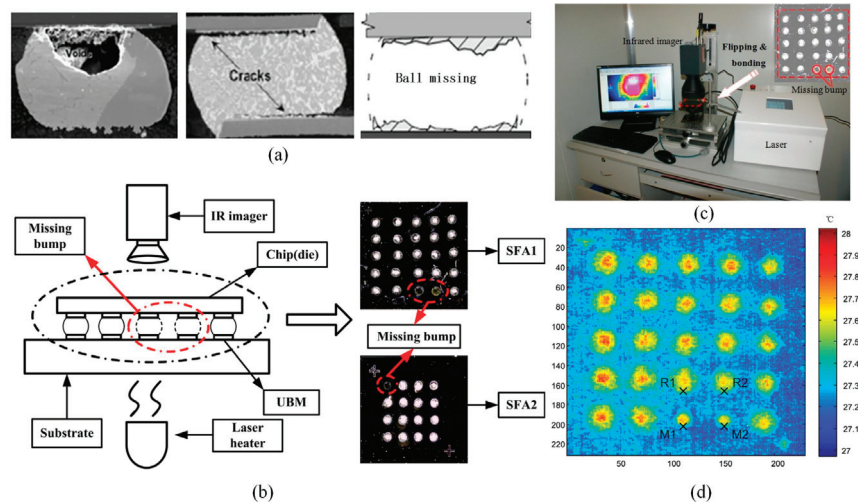 Voids
Cracks
Ball missing
(a)
Infrared imager
Flipping &
bonding
Missing bump
Laser
(c)
IR imager
Missing
bump
Chip(die)
UBM
Substrate
Laser
heater
SFA1
Missing bump
SFA2
(b)
℃
28
27.9
27.8
27.7
27.6
27.5
27.4
27.3
27.2
27.1
27
20
40
60
80
100
120
140
160
180
200
220
R1
R2
M1
M2
50
100
150
200
(d)